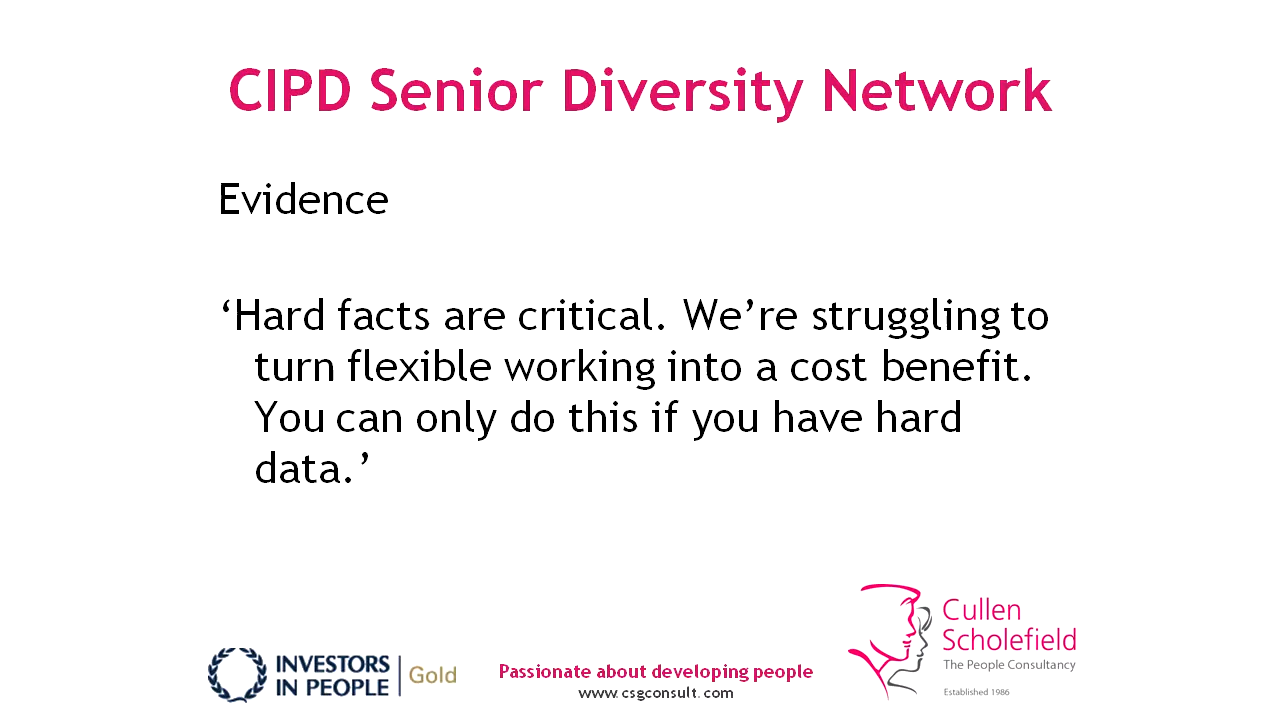 CIPD Senior Diversity Network
Evidence
‘Hard facts are critical. We’re struggling to
turn flexible working into a cost benefit.
You can only do this if you have hard
data.’
INVESTORS
IN PEOPLE
Gold
Passionate about developing people
www.csgconsult.com
Cullen
Scholefield
The People Consultancy
Established 1986